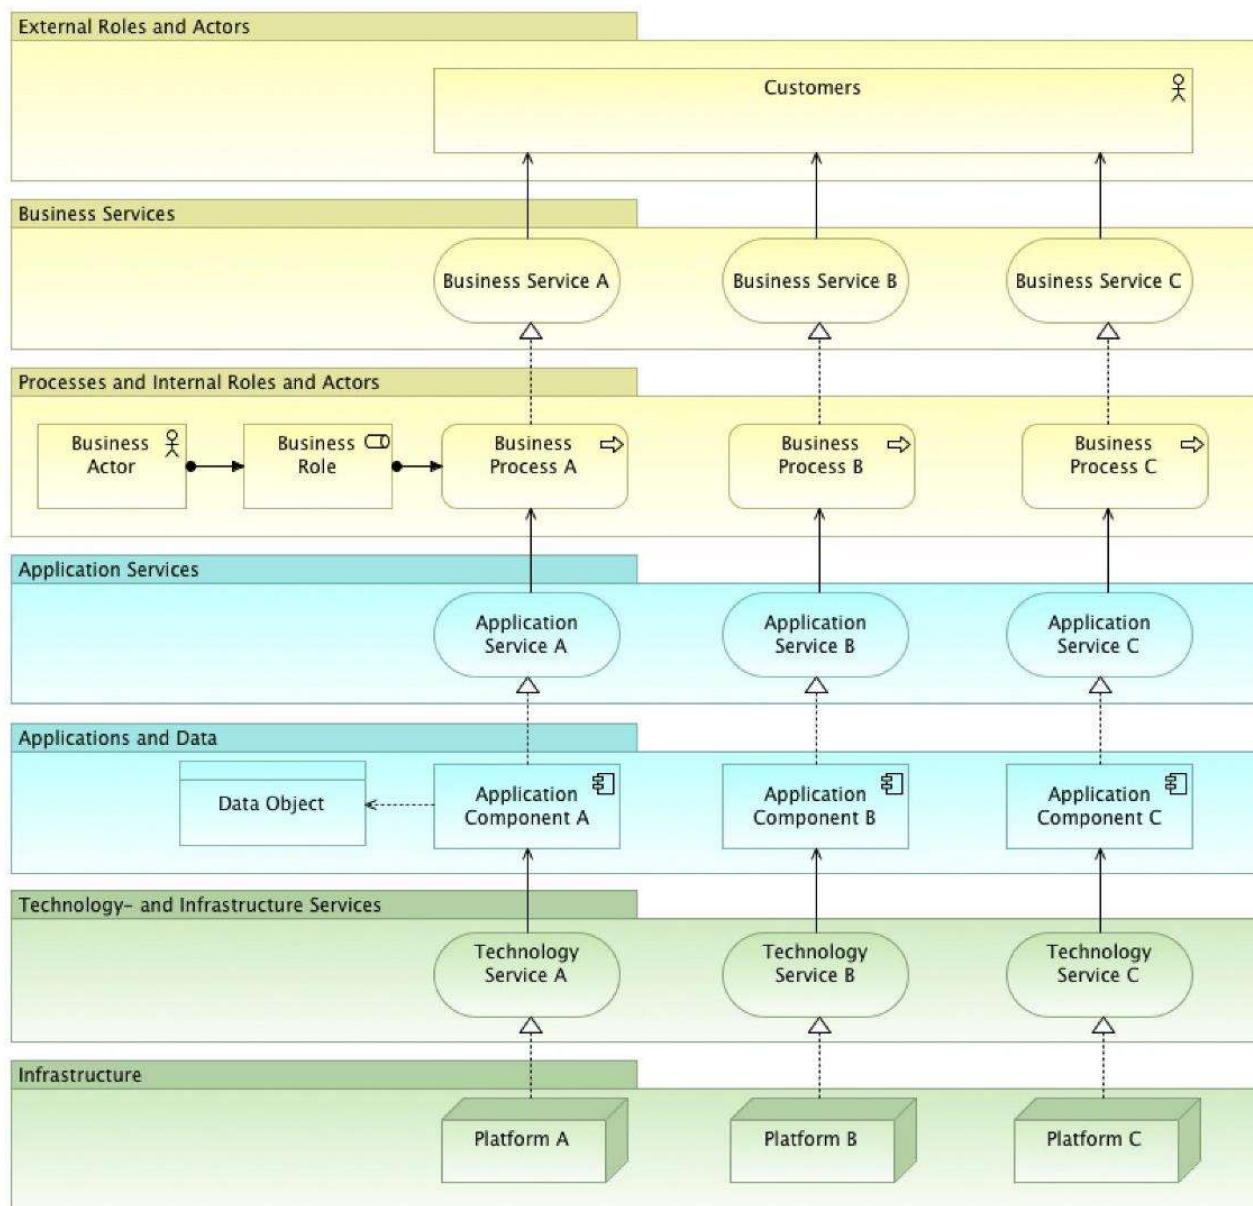 External Roles and Actors
Customers
Business Services
Business Service A
Business Service B
Business Service C
Processes and Internal Roles and Actors
Business
Actor
Business
Role
Business
Process A
Business
Process B
Business
Process C
Application Services
Application
Service A
Application
Service B
Application
Service C
Applications and Data
Data Object
Application
Component A
Application
Component B
Application
Component C
Technology- and Infrastructure Services
Technology
Service A
Technology
Service B
Technology
Service C
Infrastructure
Platform A
Platform B
Platform C